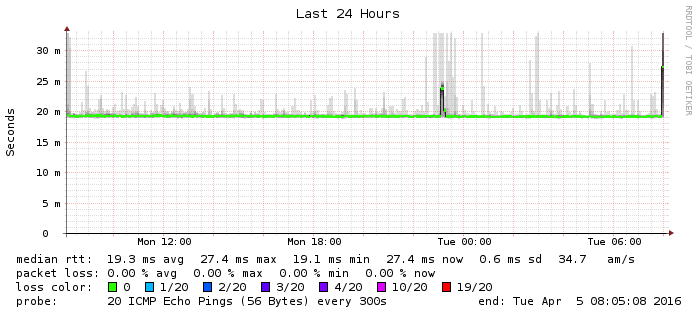 Last 24 Hours
RRDTOOL / TOBI OETIKER
Seconds
30 m
25 m
20 m
15 m
10 m
5 m
0
Mon 12:00 Mon 18:00 Tue 00:00 Tue 06:00
median rtt: 19.3 ms avg 27.4 ms max 19.1 ms min 27.4 ms now 0.6 ms sd 34.7 am/s
packet loss: 0.00 % avg 0.00 % max 0.00 % min 0.00 % now
loss color: 0 1/20 2/20 3/20 4/20 10/20 19/20
probe: 20 ICMP Echo Pings (56 Bytes) every 300s end: Tue Apr 5 08:05:08 2016